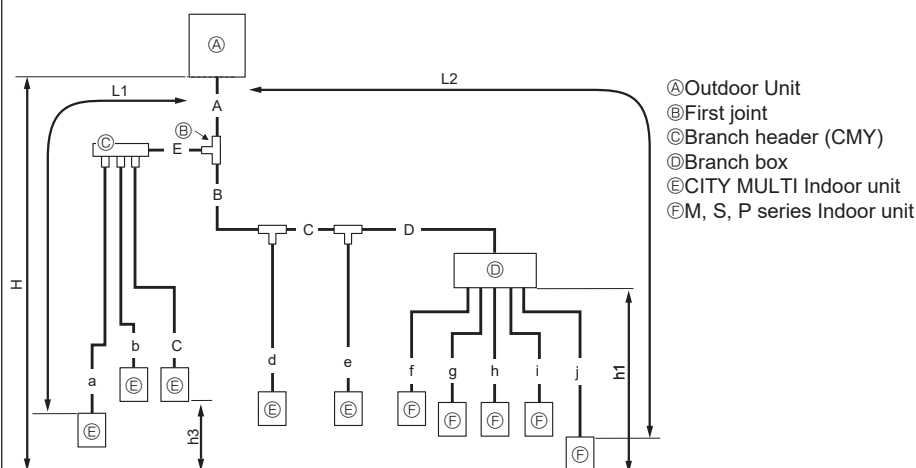 Ⓐ
L1
L2
A
Ⓑ
Ⓒ
E
B
C
D
Ⓓ
H
a
b
C
d
e
f
g
h
i
j
h1
h3
Ⓔ
Ⓔ
Ⓔ
Ⓔ
Ⓔ
Ⓕ
Ⓕ
Ⓕ
Ⓕ
Ⓕ
ⒶOutdoor Unit
ⒷFirst joint
ⒸBranch header (CMY)
ⒹBranch box
ⒺCITY MULTI Indoor unit
ⒻM, S, P series Indoor unit